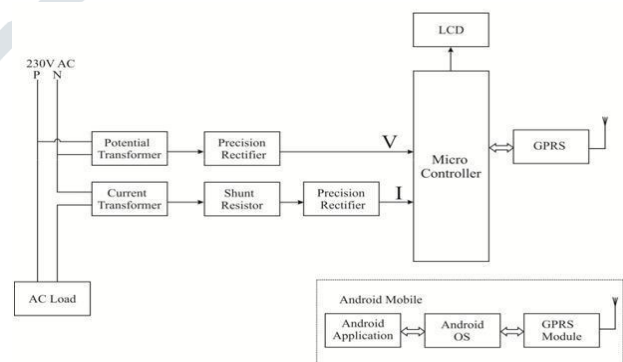 LCD
230V AC
P N
Potential
Transformer
Precision
Rectifier
V
Micro
Controller
GPRS
Current
Transformer
Shunt
Resistor
Precision
Rectifier
I
AC Load
Android Mobile
Android
Application
Android
OS
GPRS
Module